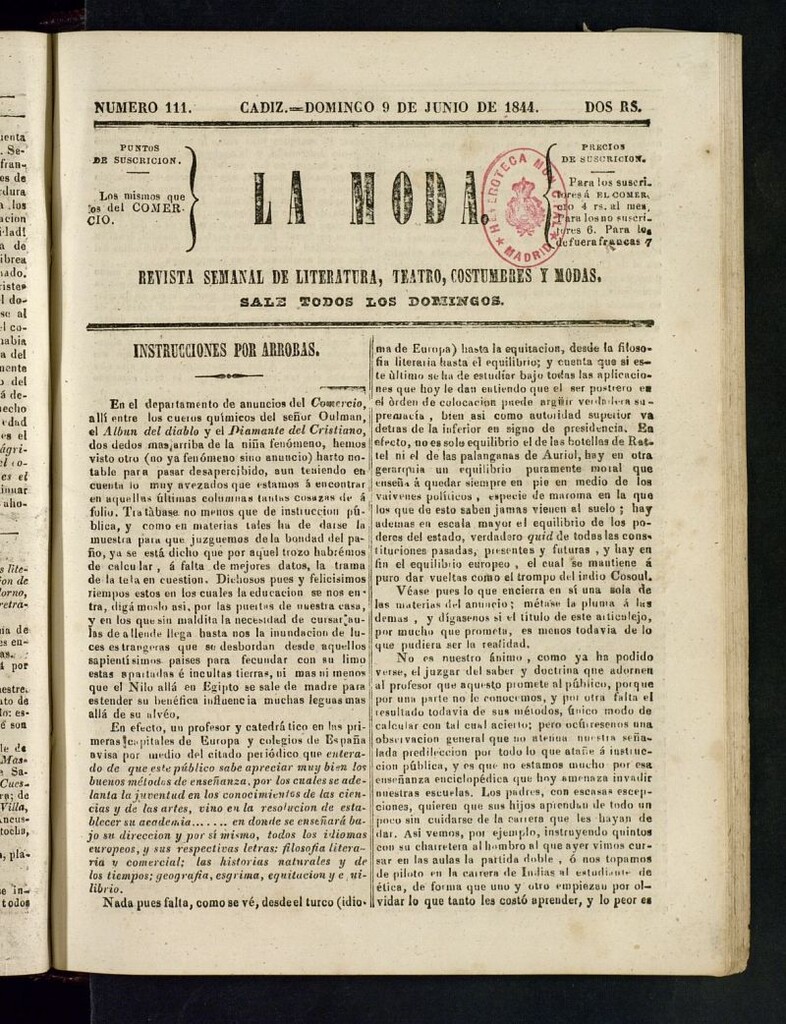 NUMERO 111. CADIZ.=DOMINGO 9 DE JUNIO DE 1844. DOS RS.
PUNTOS
DE SUSCRICION.
Los mismos que
los del COMER-
CIO.
LA MODA.
HEMEROTECA MUNICIPAL
★ MADRID ★
PRECIOS
DE SUSCRICION.
Para los suscri-
tores á EL COMER-
CIO 4 rs. al mes.
Para los no suscri-
tores 6. Para los
de fuera francas 7
REVISTA SEMANAL DE LITERATURA, TEATRO, COSTUMBRES Y MODAS.
SALE TODOS LOS DOMINGOS.
INSTRUCCIONES POR ARROBAS.
En el departamento de anuncios del Comercio,
allí entre los cueros químicos del señor Oulman,
el Albun del diablo y el Diamante del Cristiano,
dos dedos mas arriba de la niña fenómeno, hemos
visto otro (no ya fenómeno sino anuncio) harto no-
table para pasar desapercibido, aun teniendo en
cuenta lo muy avezados que estamos á encontrar
en aquellas últimas columnas tantas cosazas de á
fólio. Tratábase no menos que de instruccion pú-
blica, y como en materias tales ha de darse la
muestra para que juzguemos de la bondad del pa-
ño, ya se está dicho que por aquel trozo habrémos
de calcular, á falta de mejores datos, la trama
de la tela en cuestion. Dichosos pues y felicísimos
tiempos estos en los cuales la educacion se nos en-
tra, digámoslo asi, por las puertas de nuestra casa,
y en los que sin maldita la necesidad de cursar au-
las de allende llega hasta nos la inundacion de lu-
ces estrangeras que se desbordan desde aquellos
sapientísimos paises para fecundar con su limo
estas apartadas é incultas tierras, ni mas ni menos
que el Nilo allá en Egipto se sale de madre para
estender su benéfica influencia muchas leguas mas
allá de su alvéo.
En efecto, un profesor y catedrático en las pri-
meras capitales de Europa y colegios de España
avisa por medio del citado periódico que entera-
do de que este público sabe apreciar muy bien los
buenos métodos de enseñanza, por los cuales se ade-
lanta la juventud en los conocimientos de las cien-
cias y de las artes, vino en la resolucion de esta-
blecer su academia....... en donde se enseñará ba-
jo su direccion y por sí mismo, todos los idiomas
europeos, y sus respectivas letras; filosofia litera-
ria y comercial; las historias naturales y de
los tiempos; geografia, esgrima, equitacion y equi-
librio.
Nada pues falta, como se vé, desde el turco (idio-
ma de Europa) hasta la equitacion, desde la filoso-
fia literaria hasta el equilibrio; y cuenta que si es-
te último se ha de estudiar bajo todas las aplicacio-
nes que hoy le dan entiendo que el ser postrero en
el órden de colocacion puede argüir verdadera su-
premacía, bien asi como autoridad superior va
detras de la inferior en signo de presidencia. En
efecto, no es solo equilibrio el de las botellas de Rat-
tel ni el de las palanganas de Auriol, hay en otra
gerarquía un equilibrio puramente moral que
enseña á quedar siempre en pie en medio de los
vaivenes políticos, especie de maroma en la que
los que de esto saben jamas vienen al suelo; hay
ademas en escala mayor el equilibrio de los po-
deres del estado, verdadero quid de todas las cons-
tituciones pasadas, presentes y futuras, y hay en
fin el equilibrio europeo, el cual se mantiene á
puro dar vueltas como el trompo del indio Cosoul.
Véase pues lo que encierra en sí una sola de
las materias del anuncio; métase la pluma á las
demas, y dígasenos si el título de este articulejo,
por mucho que prometa, es menos todavia de lo
que pudiera ser la realidad.
No es nuestro ánimo, como ya ha podido
verse, el juzgar del saber y doctrina que adornen
al profesor que aquesto promete al público, porque
por una parte no le conocemos, y por otra falta el
resultado todavia de sus métodos, único modo de
calcular con tal cual acierto; pero ocúrresenos una
observacion general que no atenúa nuestra seña-
lada predileccion por todo lo que atañe á instruc-
cion pública, y es que no estamos mucho por esa
enseñanza enciclopédica que hoy amenaza invadir
nuestras escuelas. Los padres, con escasas escep-
ciones, quieren que sus hijos aprendan de todo un
poco sin cuidarse de la carrera que les hayan de
dar. Asi vemos, por ejemplo, instruyendo quintos
con su charretera al hombro al que ayer vimos cur-
sar en las aulas la partida doble, ó nos topamos
de piloto en la carrera de Indias al estudiante de
ética, de forma que uno y otro empiezan por ol-
vidar lo que tanto les costó aprender, y lo peor es